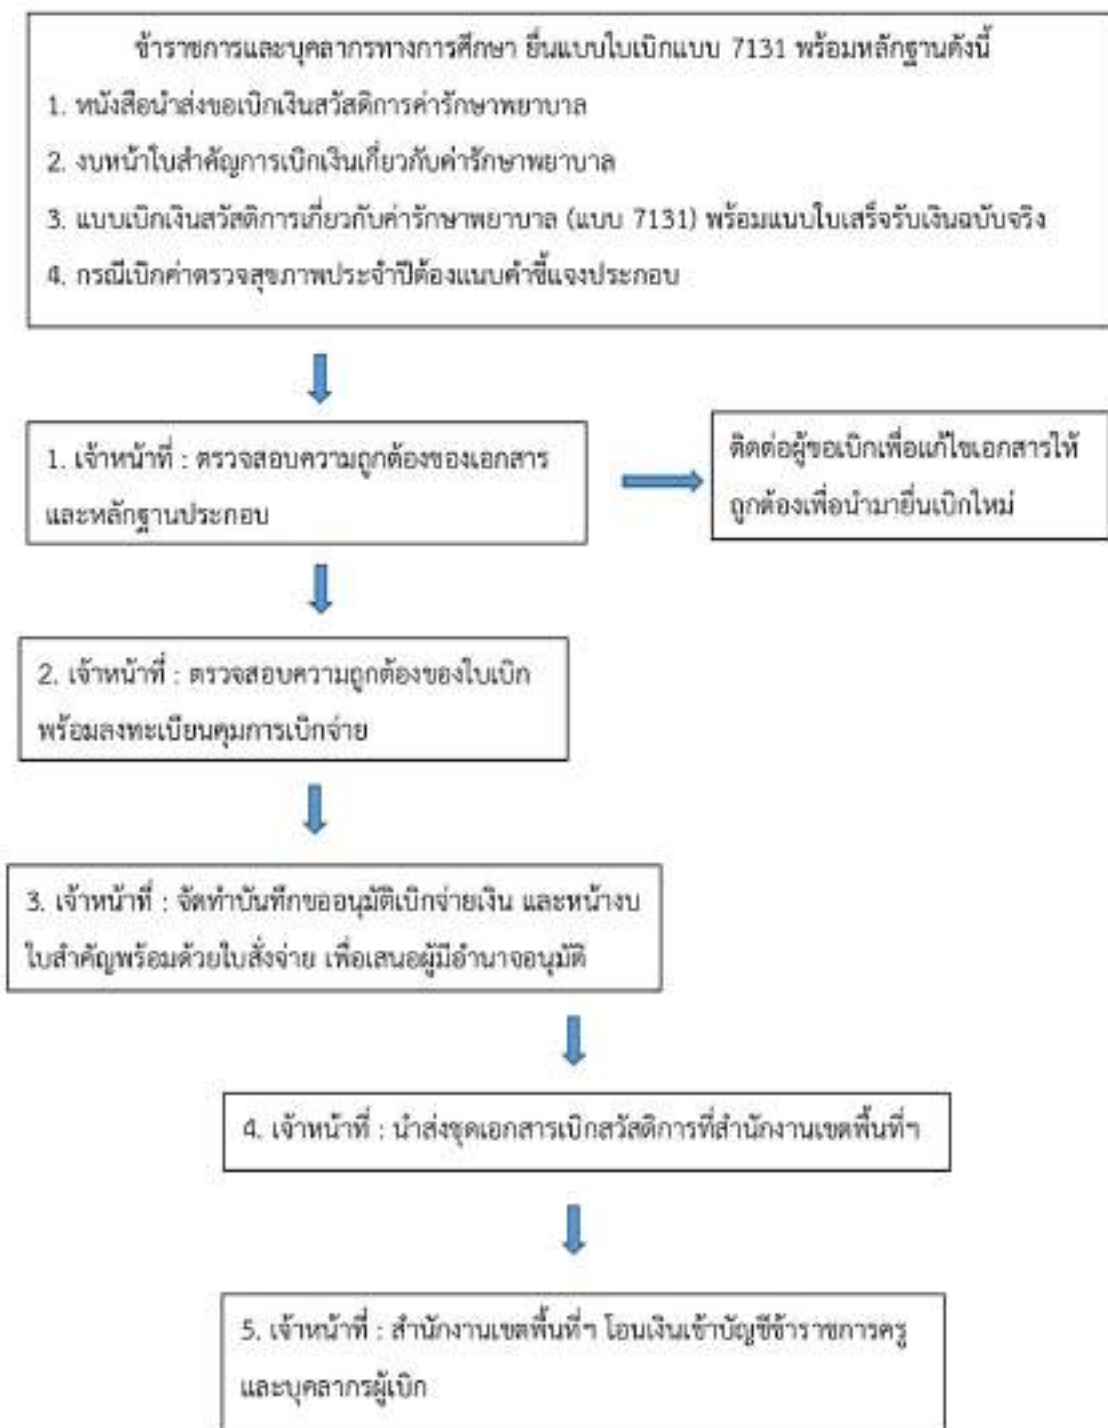 ข้าราชการและบุคลากรทางการศึกษา ยื่นแบบใบเบิกแบบ 7131 พร้อมหลักฐานดังนี้
1. หนังสือนำส่งขอเบิกเงินสวัสดิการค่ารักษาพยาบาล
2. งบหน้าใบสำคัญการเบิกเงินเกี่ยวกับค่ารักษาพยาบาล
3. แบบเบิกเงินสวัสดิการเกี่ยวกับค่ารักษาพยาบาล (แบบ 7131) พร้อมแนบใบเสร็จรับเงินฉบับจริง
4. กรณีเบิกค่าตรวจสุขภาพประจำปีต้องแนบคำชี้แจงประกอบ
1. เจ้าหน้าที่ : ตรวจสอบความถูกต้องของเอกสาร
และหลักฐานประกอบ
ติดต่อผู้ขอเบิกเพื่อแก้ไขเอกสารให้
ถูกต้องเพื่อนำมายื่นเบิกใหม่
2. เจ้าหน้าที่ : ตรวจสอบความถูกต้องของใบเบิก
พร้อมลงทะเบียนคุมการเบิกจ่าย
3. เจ้าหน้าที่ : จัดทำบันทึกขออนุมัติเบิกจ่ายเงิน และหน้างบ
ใบสำคัญพร้อมด้วยใบสั่งจ่าย เพื่อเสนอผู้มีอำนาจอนุมัติ
4. เจ้าหน้าที่ : นำส่งชุดเอกสารเบิกสวัสดิการที่สำนักงานเขตพื้นที่ฯ
5. เจ้าหน้าที่ : สำนักงานเขตพื้นที่ฯ โอนเงินเข้าบัญชีข้าราชการครู
และบุคลากรผู้เบิก